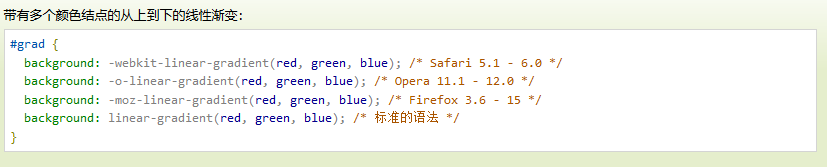 带有多个颜色结点的从上到下的线性渐变：
#grad {
  background: -webkit-linear-gradient(red, green, blue); /* Safari 5.1 - 6.0 */
  background: -o-linear-gradient(red, green, blue); /* Opera 11.1 - 12.0 */
  background: -moz-linear-gradient(red, green, blue); /* Firefox 3.6 - 15 */
  background: linear-gradient(red, green, blue); /* 标准的语法 */
}